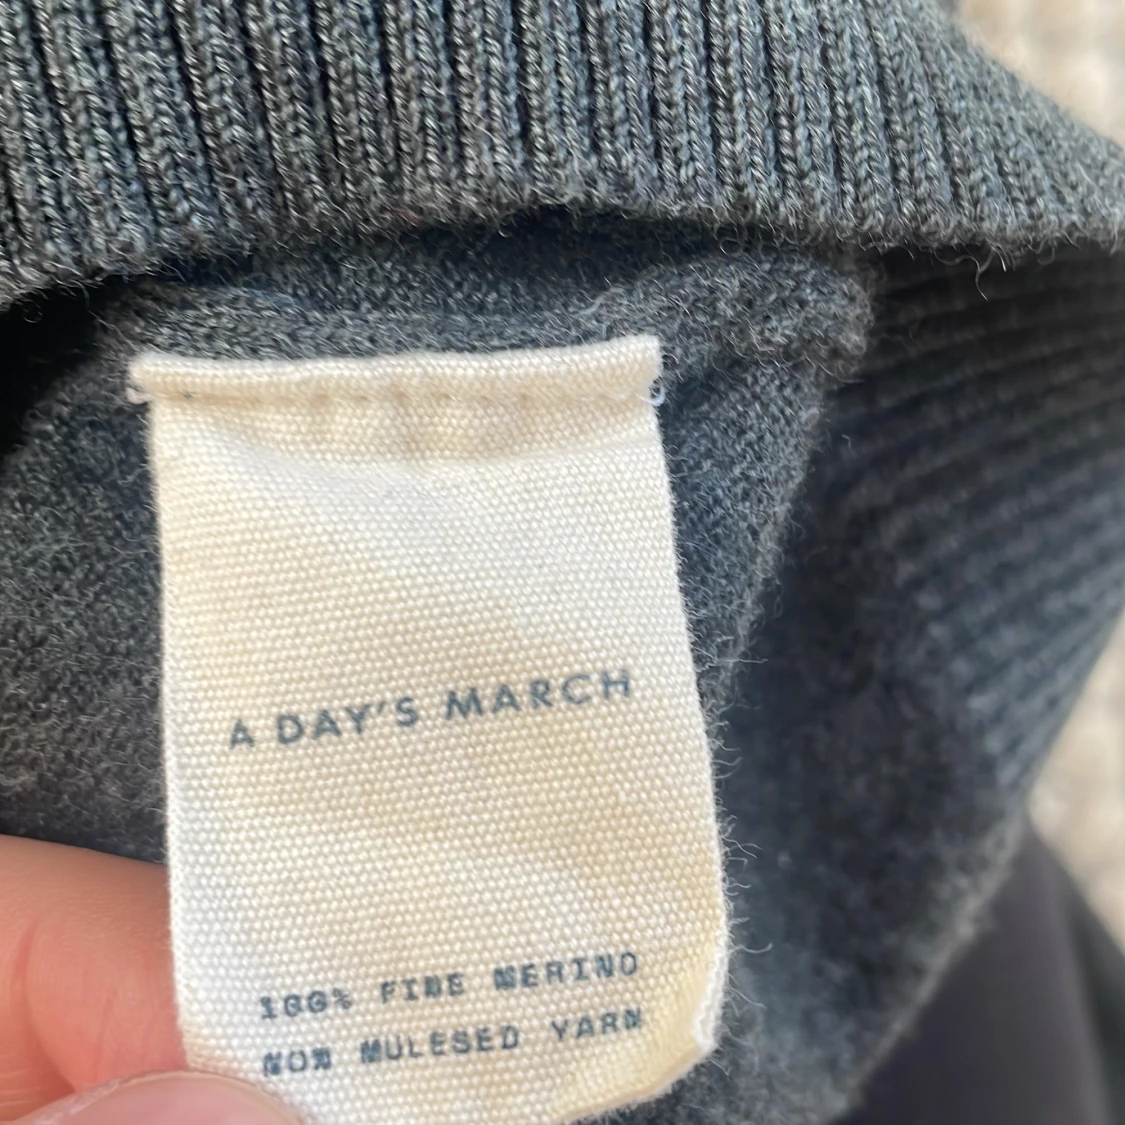 A DAY'S MARCH
100% FINE MERINO
NON MULESED YARN